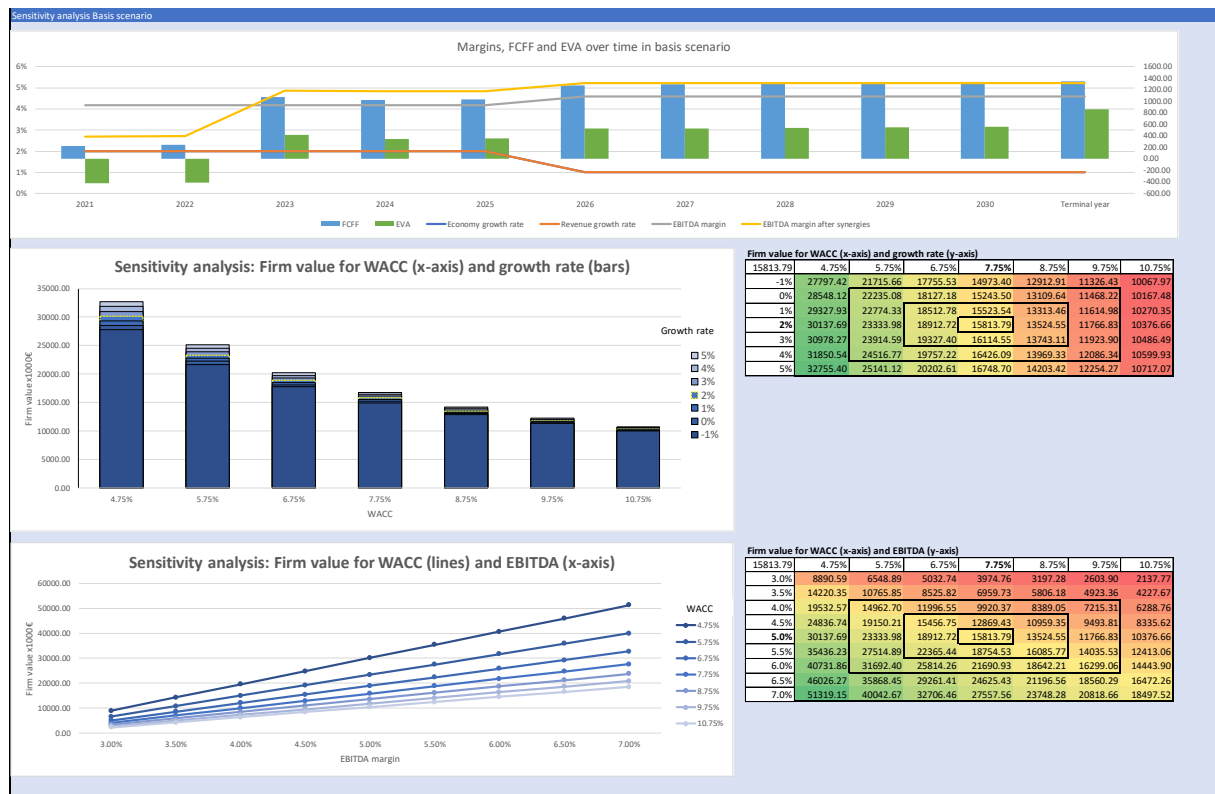 Sensitivity analysis Basis scenario
Margins, FCFF and EVA over time in basis scenario
6%
5%
4%
3%
2%
1%
0%
1600.00
1400.00
1200.00
1000.00
800.00
600.00
400.00
200.00
0.00
-200.00
-400.00
-600.00
2021 2022 2023 2024 2025 2026 2027 2028 2029 2030 Terminal year
FCFF EVA Economy growth rate Revenue growth rate EBITDA margin EBITDA margin after synergies
Sensitivity analysis: Firm value for WACC (x-axis) and growth rate (bars)
Firm value x1000€
35000.00
30000.00
25000.00
20000.00
15000.00
10000.00
5000.00
0.00
4.75% 5.75% 6.75% 7.75% 8.75% 9.75% 10.75%
WACC
Growth rate
5%
4%
3%
2%
1%
0%
-1%
Firm value for WACC (x-axis) and growth rate (y-axis)
15813.79 4.75% 5.75% 6.75% 7.75% 8.75% 9.75% 10.75%
-1% 27797.42 21715.66 17755.53 14973.40 12912.91 11326.43 10067.97
0% 28548.12 22235.08 18127.18 15243.50 13109.64 11468.22 10167.48
1% 29327.93 22774.33 18512.78 15523.54 13313.46 11614.98 10270.35
2% 30137.69 23333.98 18912.72 15813.79 13524.55 11766.83 10376.66
3% 30978.27 23914.59 19327.40 16114.55 13743.11 11923.90 10486.49
4% 31850.54 24516.77 19757.22 16426.09 13969.33 12086.34 10599.93
5% 32755.40 25141.12 20202.61 16748.70 14203.42 12254.27 10717.07
Sensitivity analysis: Firm value for WACC (lines) and EBITDA (x-axis)
Firm value x1000€
60000.00
50000.00
40000.00
30000.00
20000.00
10000.00
0.00
3.00% 3.50% 4.00% 4.50% 5.00% 5.50% 6.00% 6.50% 7.00%
EBITDA margin
WACC
4.75%
5.75%
6.75%
7.75%
8.75%
9.75%
10.75%
Firm value for WACC (x-axis) and EBITDA (y-axis)
15813.79 4.75% 5.75% 6.75% 7.75% 8.75% 9.75% 10.75%
3.0% 8890.59 6548.89 5032.74 3974.76 3197.28 2603.90 2137.77
3.5% 14220.35 10765.85 8525.82 6959.73 5806.18 4923.36 4227.67
4.0% 19532.57 14962.70 11996.55 9920.37 8389.05 7215.31 6288.76
4.5% 24836.74 19150.21 15456.75 12869.43 10959.35 9493.81 8335.62
5.0% 30137.69 23333.98 18912.72 15813.79 13524.55 11766.83 10376.66
5.5% 35436.23 27514.89 22365.44 18754.53 16085.77 14035.53 12413.06
6.0% 40731.86 31692.40 25814.26 21690.93 18642.21 16299.06 14443.90
6.5% 46026.27 35868.45 29261.41 24625.43 21196.56 18560.29 16472.26
7.0% 51319.15 40042.67 32706.46 27557.56 23748.28 20818.66 18497.52